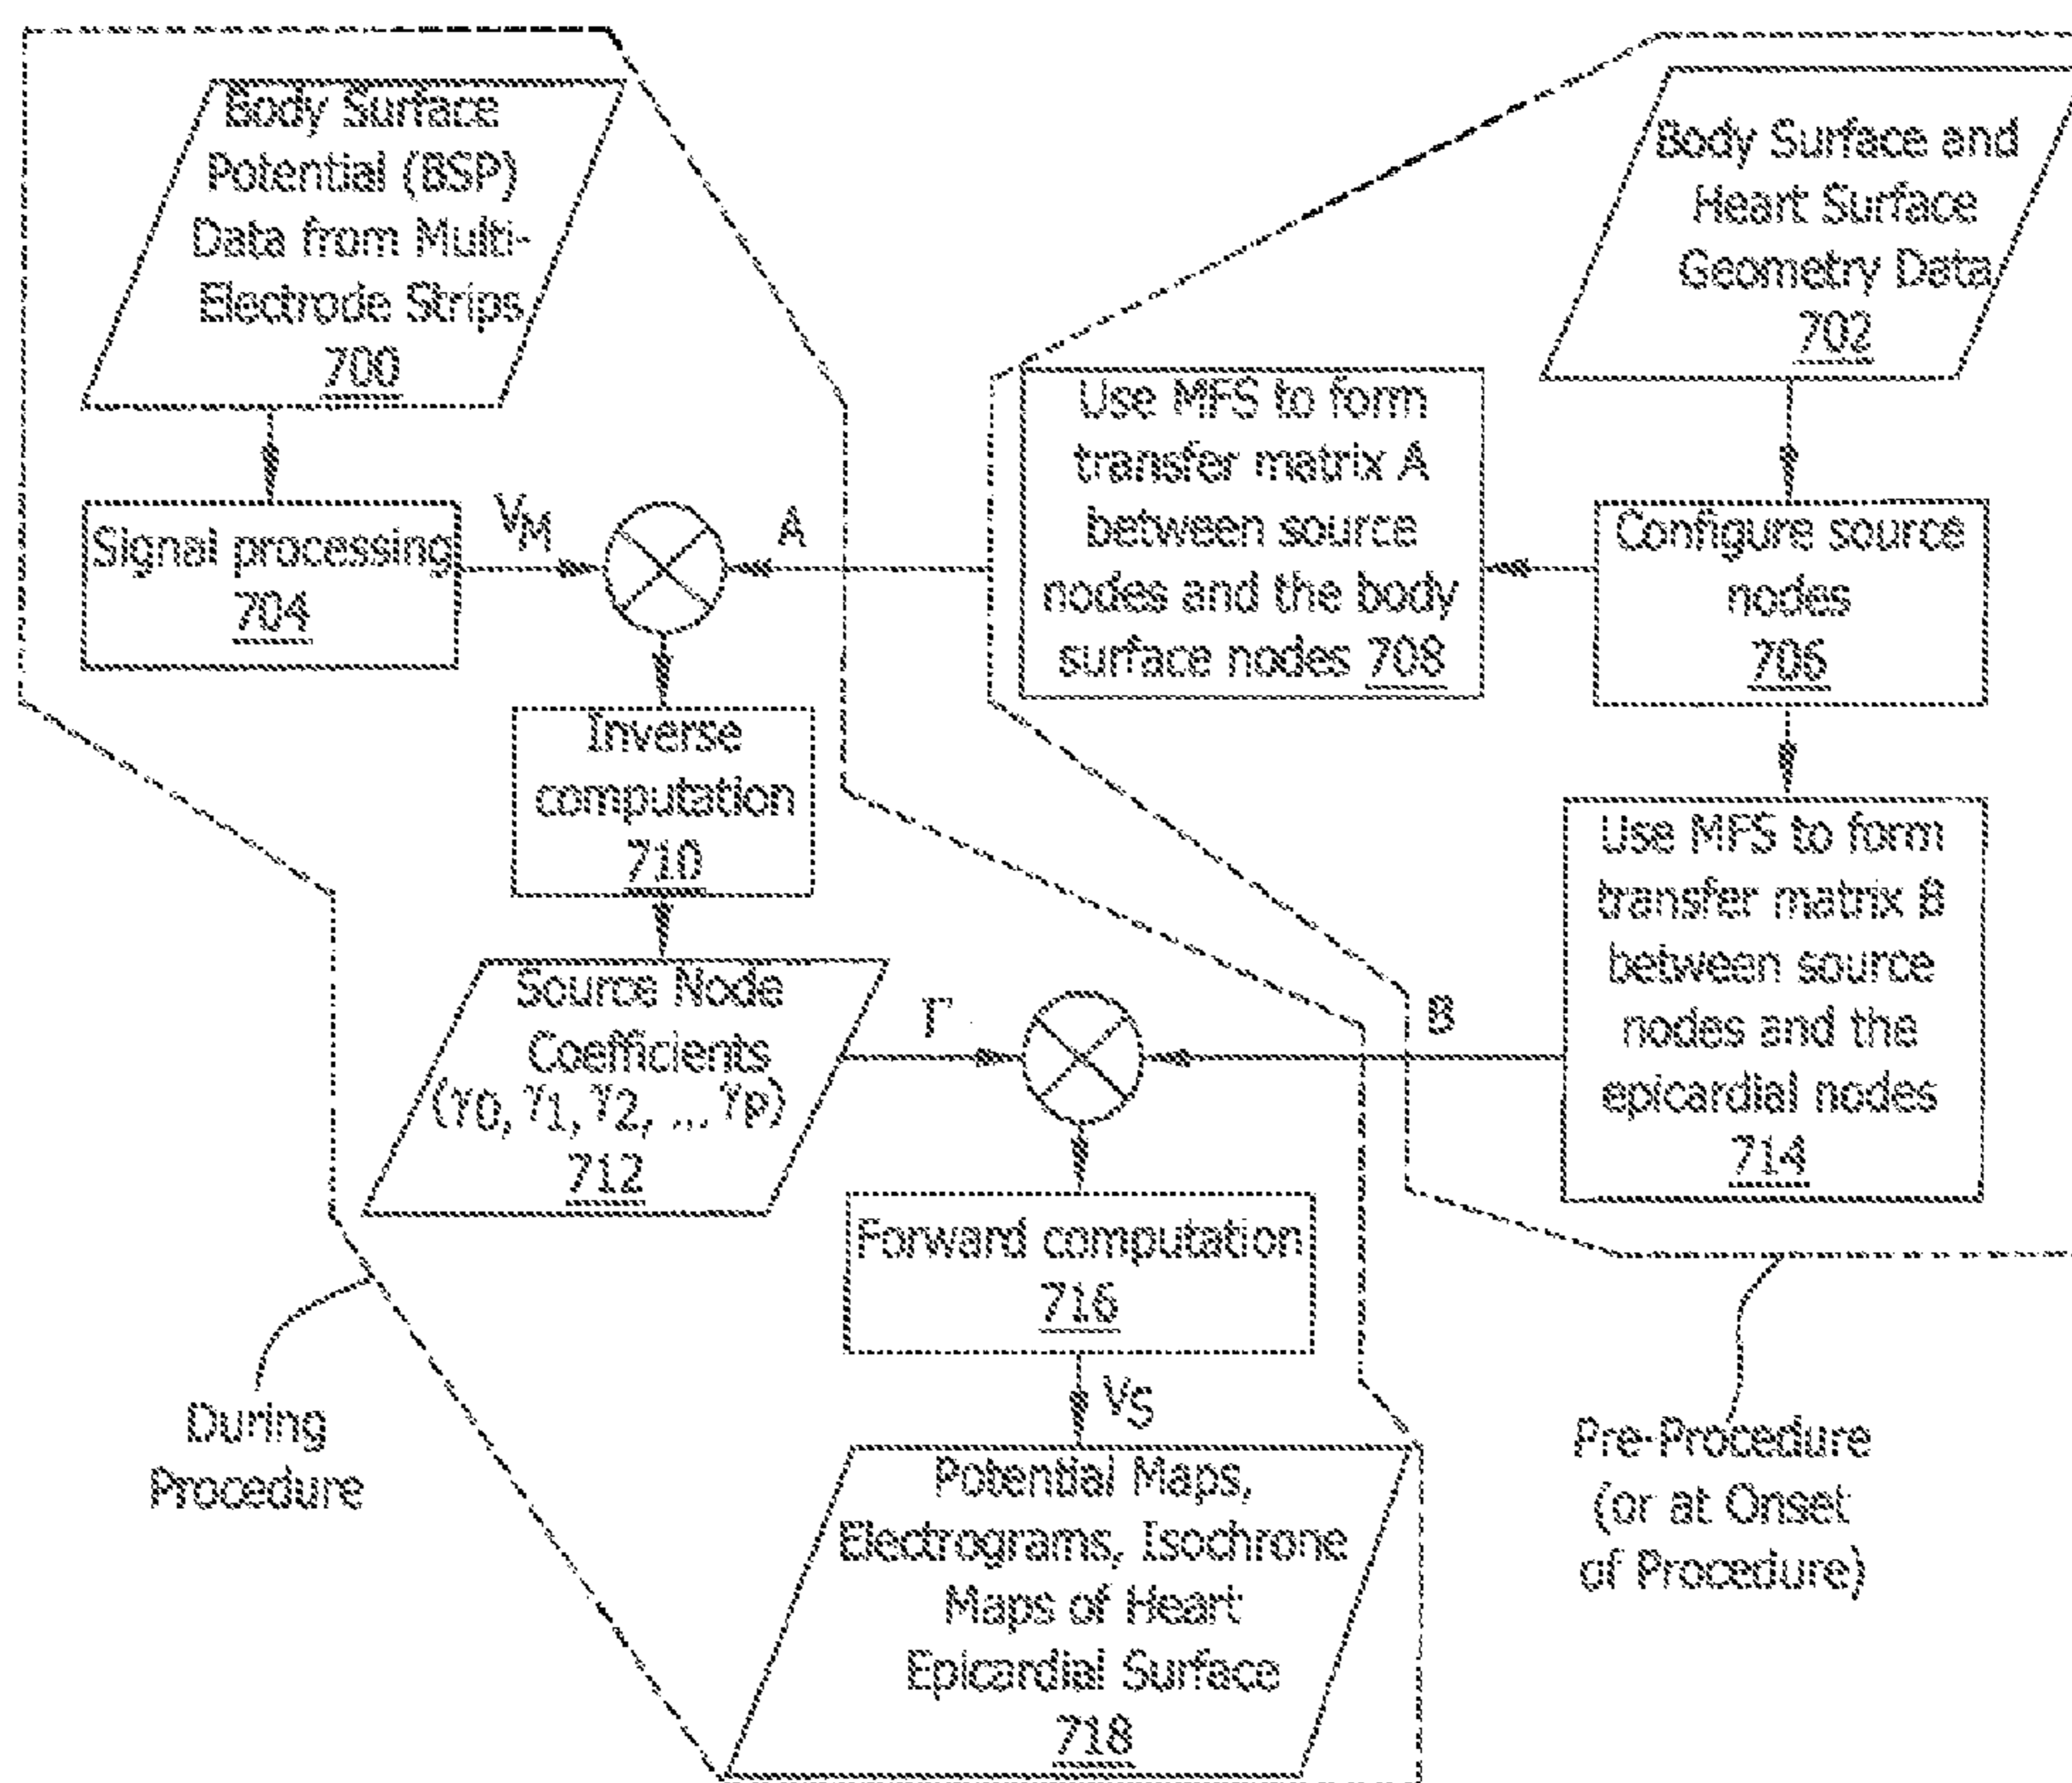 Body Surface
Potential (BSP)
Data from Multi-
Electrode Strips
700
Body Surface and
Heart Surface
Geometry Data
702
Signal processing
704
VM
A
Use MFS to form
transfer matrix A
between source
nodes and the body
surface nodes 708
Configure source
nodes
706
Inverse
computation
710
Use MFS to form
transfer matrix B
between source
nodes and the
epicardial nodes
714
Source Node
Coefficients
(γ0, γ1, γ2, ... γP)
712
Γ
B
Forward computation
716
VS
During
Procedure
Pre-Procedure
(or at Onset
of Procedure)
Potential Maps,
Electrograms, Isochrone
Maps of Heart
Epicardial Surface
718